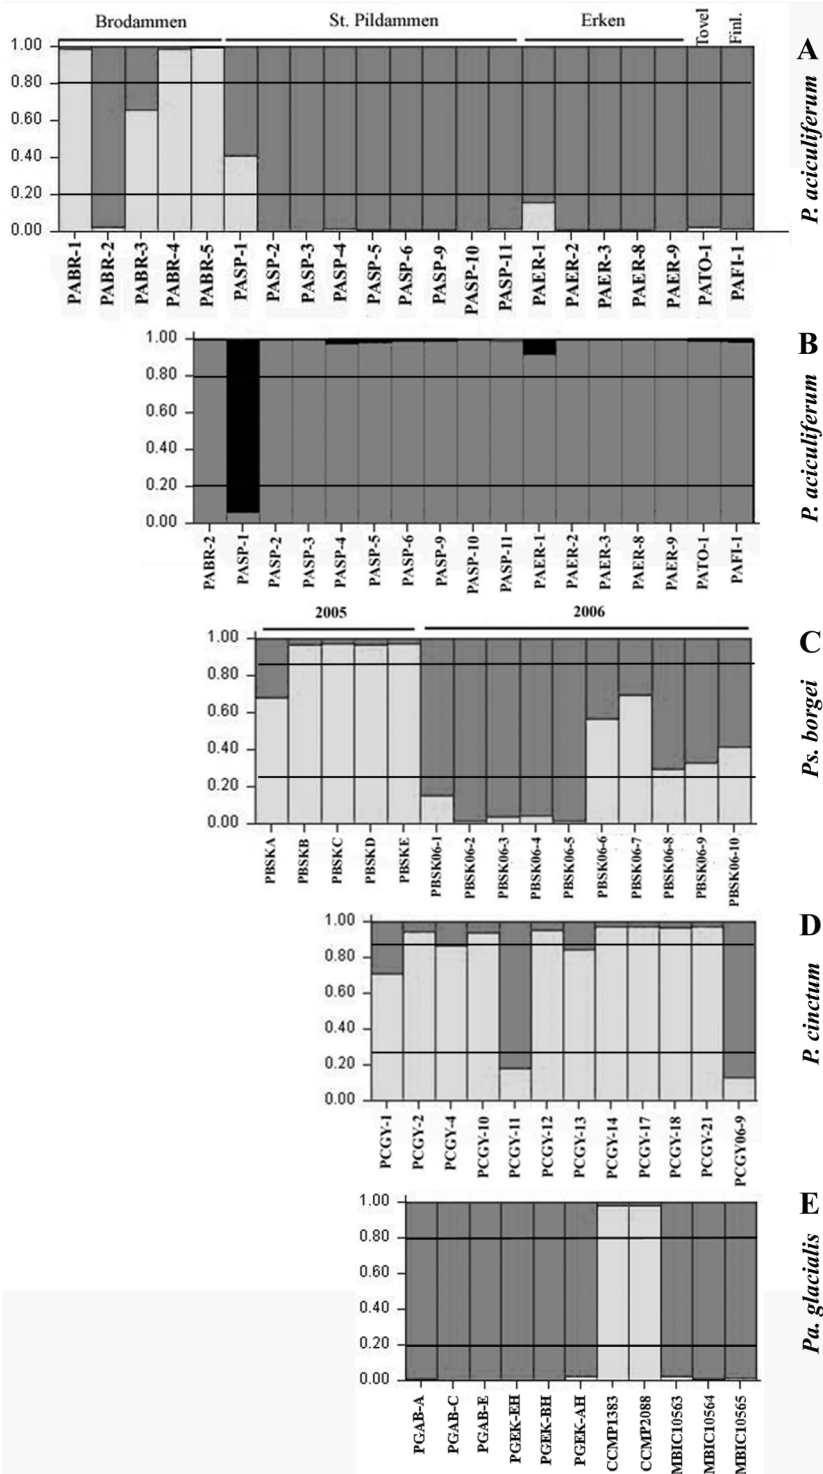 Brodammen St. Pildammen Erken Tovel Finl.
A
P. aciculiferum
1.00
0.80
0.60
0.40
0.20
0.00
PABR-1 PABR-2 PABR-3 PABR-4 PABR-5 PASP-1 PASP-2 PASP-3 PASP-4 PASP-5 PASP-6 PASP-9 PASP-10 PASP-11 PAER-1 PAER-2 PAER-3 PAER-8 PAER-9 PATO-1 PAFI-1
B
P. aciculiferum
1.00
0.80
0.60
0.40
0.20
0.00
PABR-2 PASP-1 PASP-2 PASP-3 PASP-4 PASP-5 PASP-6 PASP-9 PASP-10 PASP-11 PAER-1 PAER-2 PAER-3 PAER-8 PAER-9 PATO-1 PAFI-1
2005 2006
C
Ps. borgei
1.00
0.80
0.60
0.40
0.20
0.00
PBSKA PBSKB PBSKC PBSKD PBSKE PBSK06-1 PBSK06-2 PBSK06-3 PBSK06-4 PBSK06-5 PBSK06-6 PBSK06-7 PBSK06-8 PBSK06-9 PBSK06-10
D
P. cinctum
1.00
0.80
0.60
0.40
0.20
0.00
PCGY-1 PCGY-2 PCGY-4 PCGY-10 PCGY-11 PCGY-12 PCGY-13 PCGY-14 PCGY-17 PCGY-18 PCGY-21 PCGY06-9
E
Pa. glacialis
1.00
0.80
0.60
0.40
0.20
0.00
PGAB-A PGAB-C PGAB-E PGEK-EH PGEK-BH PGEK-AH CCMP1383 CCMP2088 MBIC10563 MBIC10564 MBIC10565